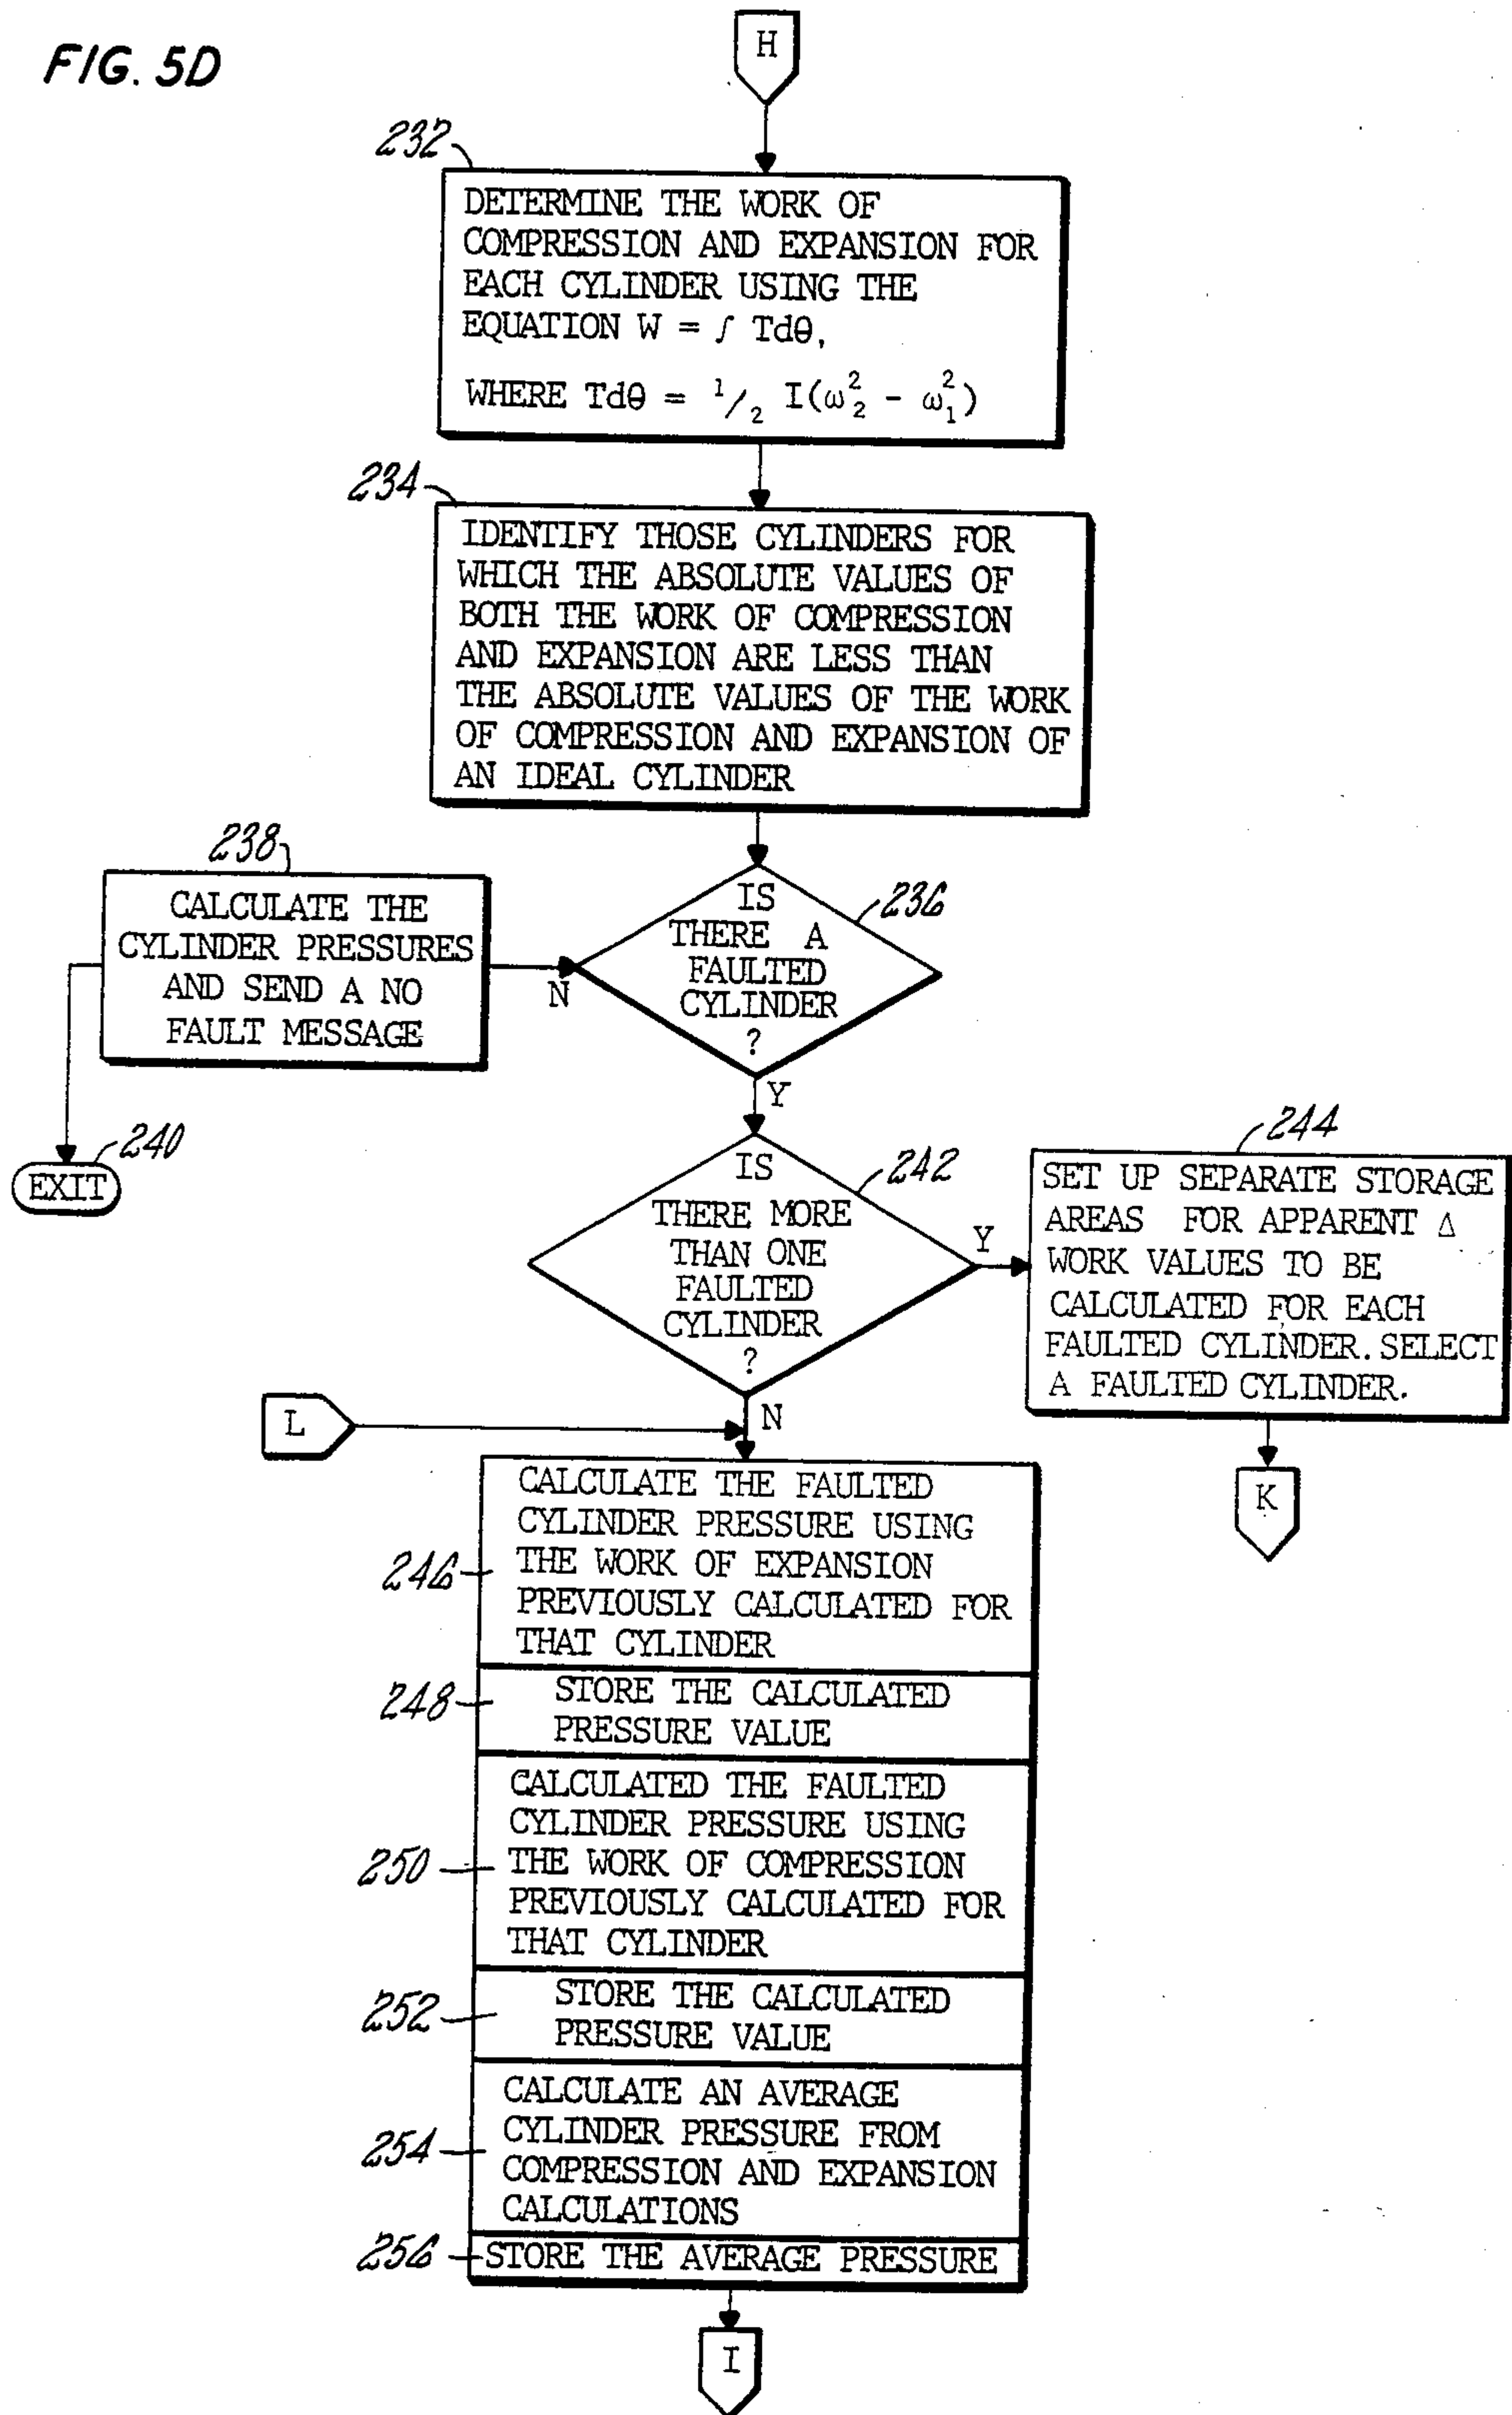 FIG. 5D
H
232
DETERMINE THE WORK OF
COMPRESSION AND EXPANSION FOR
EACH CYLINDER USING THE
EQUATION W = ∫ Tdθ,
WHERE Tdθ = 1/2 I(ω₂² - ω₁²)
234
IDENTIFY THOSE CYLINDERS FOR
WHICH THE ABSOLUTE VALUES OF
BOTH THE WORK OF COMPRESSION
AND EXPANSION ARE LESS THAN
THE ABSOLUTE VALUES OF THE WORK
OF COMPRESSION AND EXPANSION OF
AN IDEAL CYLINDER
238
CALCULATE THE
CYLINDER PRESSURES
AND SEND A NO
FAULT MESSAGE
N
236
IS
THERE A
FAULTED
CYLINDER
?
Y
240
EXIT
242
IS
THERE MORE
THAN ONE
FAULTED
CYLINDER
?
Y
244
SET UP SEPARATE STORAGE
AREAS FOR APPARENT Δ
WORK VALUES TO BE
CALCULATED FOR EACH
FAULTED CYLINDER. SELECT
A FAULTED CYLINDER.
K
N
L
246
CALCULATE THE FAULTED
CYLINDER PRESSURE USING
THE WORK OF EXPANSION
PREVIOUSLY CALCULATED FOR
THAT CYLINDER
248
STORE THE CALCULATED
PRESSURE VALUE
250
CALCULATED THE FAULTED
CYLINDER PRESSURE USING
THE WORK OF COMPRESSION
PREVIOUSLY CALCULATED FOR
THAT CYLINDER
252
STORE THE CALCULATED
PRESSURE VALUE
254
CALCULATE AN AVERAGE
CYLINDER PRESSURE FROM
COMPRESSION AND EXPANSION
CALCULATIONS
256
STORE THE AVERAGE PRESSURE
I